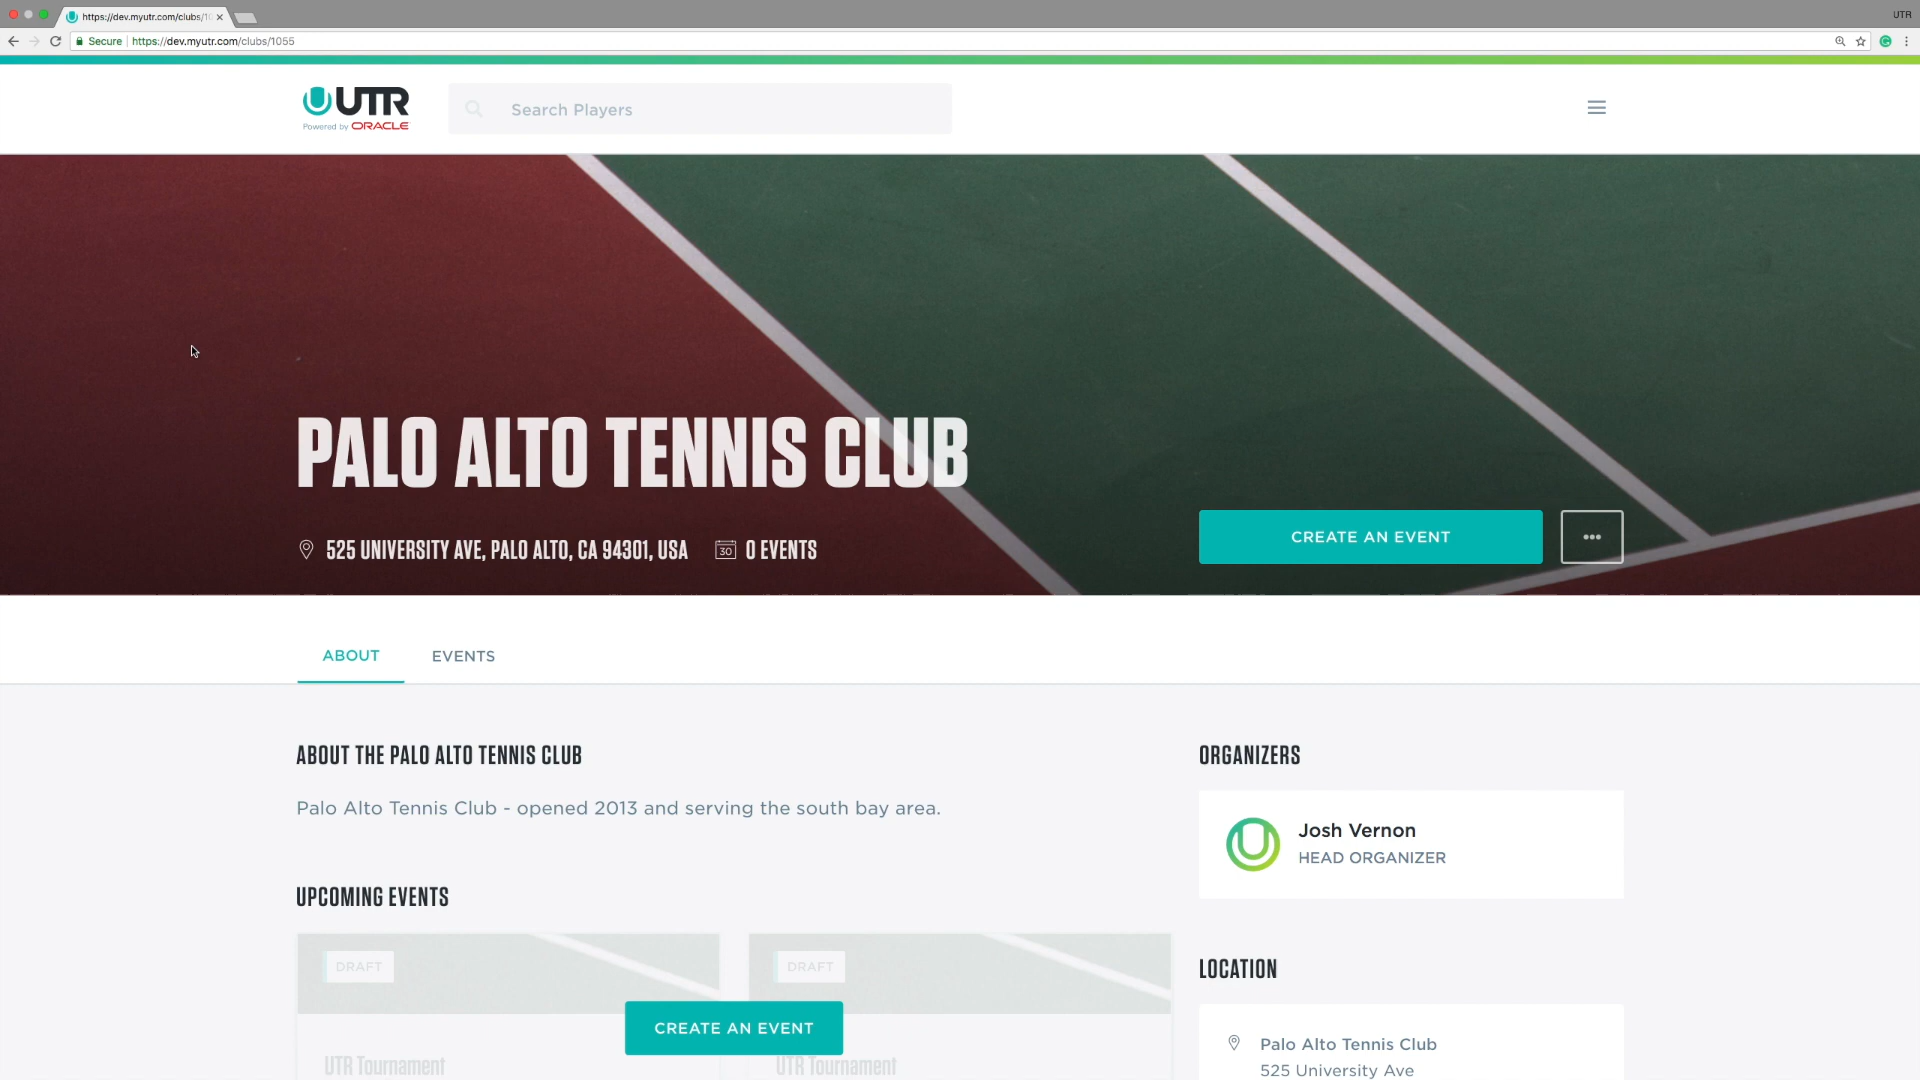 https://dev.myutr.com/clubs/10
UTR
Secure https://dev.myutr.com/clubs/1055
UTR
Powered by ORACLE
Search Players
PALO ALTO TENNIS CLUB
525 UNIVERSITY AVE, PALO ALTO, CA 94301, USA
30
0 EVENTS
CREATE AN EVENT
ABOUT
EVENTS
ABOUT THE PALO ALTO TENNIS CLUB
Palo Alto Tennis Club - opened 2013 and serving the south bay area.
ORGANIZERS
Josh Vernon
HEAD ORGANIZER
UPCOMING EVENTS
DRAFT
DRAFT
CREATE AN EVENT
UTR Tournament
UTR Tournament
LOCATION
Palo Alto Tennis Club
525 University Ave